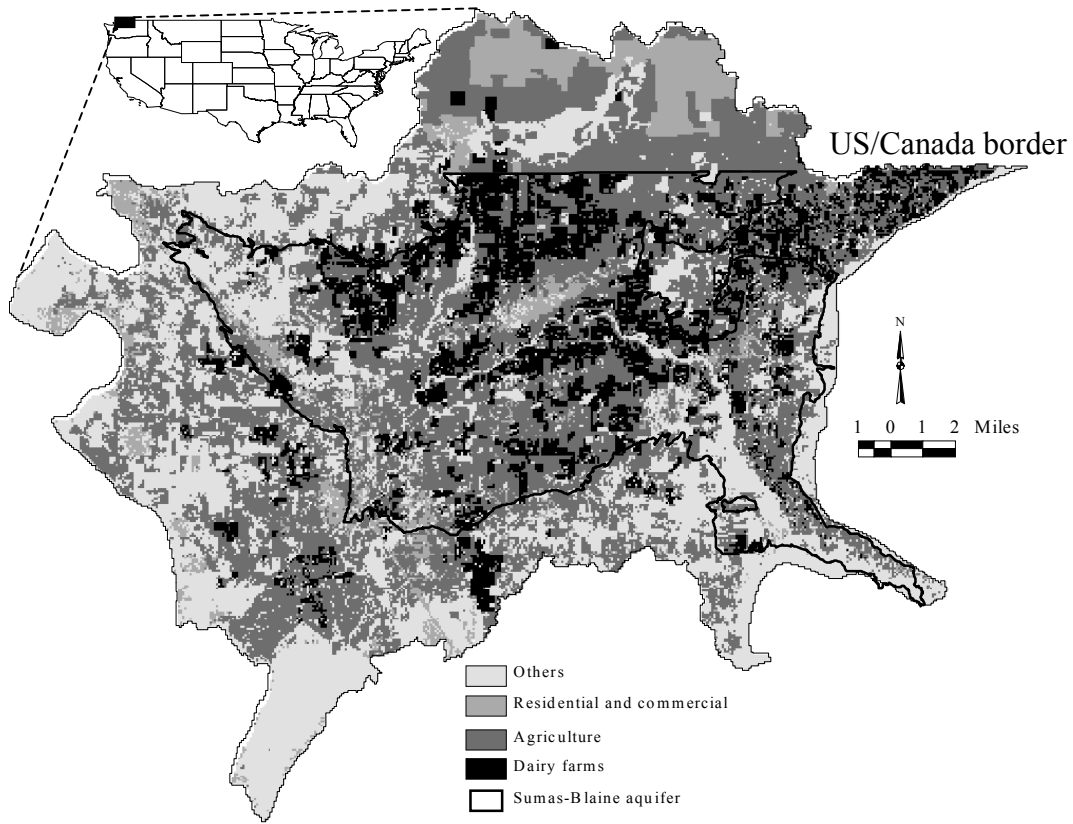 US/Canada border
N
1 0 1 2 Miles
Others
Residential and commercial
Agriculture
Dairy farms
Sumas-Blaine aquifer